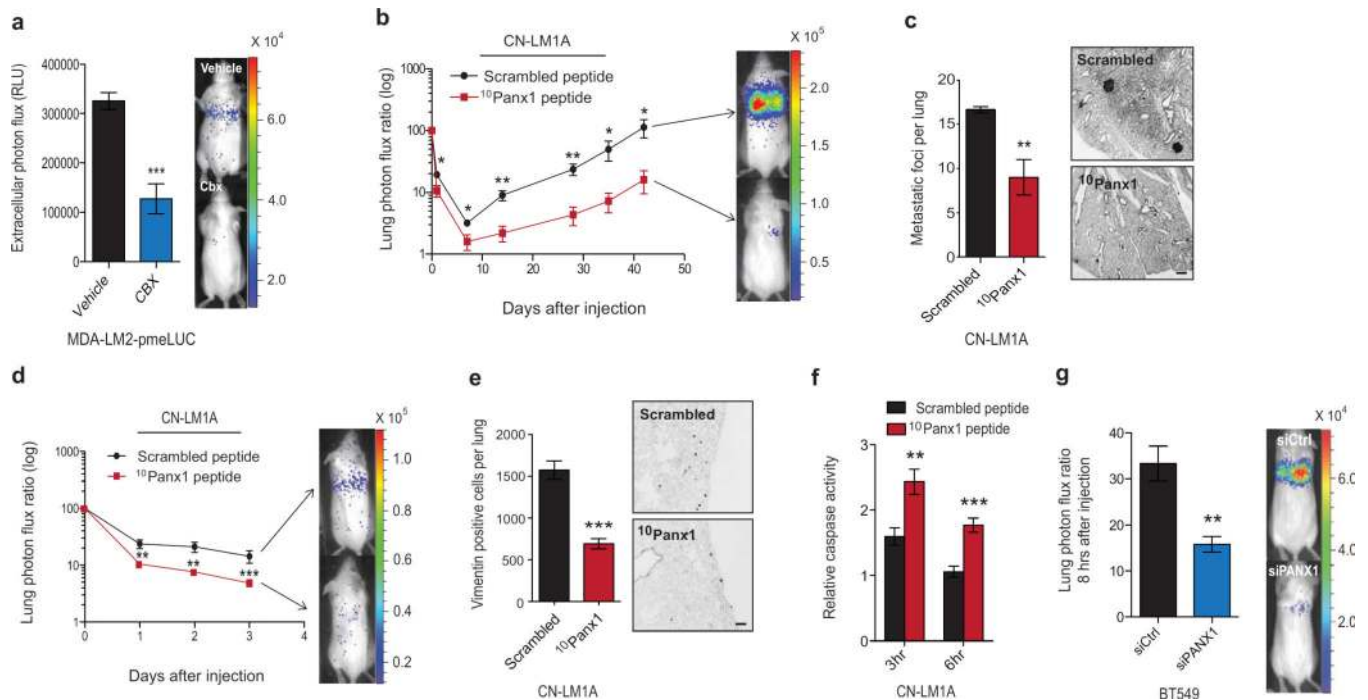 a
Extracellular photon flux (RLU)
400000
300000
200000
100000
0
***
Vehicle
CBX
MDA-LM2-pmeLUC
Vehicle
Cbx
X 10⁴
6.0
4.0
2.0
b
CN-LM1A
Scrambled peptide
¹⁰Panx1 peptide
Lung photon flux ratio (log)
1000
100
10
1
*
*
**
**
*
*
0
10
20
30
40
50
Days after injection
X 10⁵
2.0
1.5
1.0
0.5
c
Metastatic foci per lung
20
15
10
5
0
**
Scrambled
¹⁰Panx1
CN-LM1A
Scrambled
¹⁰Panx1
d
CN-LM1A
Scrambled peptide
¹⁰Panx1 peptide
Lung photon flux ratio (log)
1000
100
10
1
**
**
***
0
1
2
3
4
Days after injection
X 10⁵
1.0
0.8
0.6
0.4
0.2
e
Vimentin positive cells per lung
2000
1500
1000
500
0
***
Scrambled
¹⁰Panx1
CN-LM1A
Scrambled
¹⁰Panx1
f
Scrambled peptide
¹⁰Panx1 peptide
Relative caspase activity
3
2
1
0
**
***
3hr
6hr
CN-LM1A
g
Lung photon flux ratio
8 hrs after injection
40
30
20
10
0
**
siCtrl
siPANX1
BT549
siCtrl
siPANX1
X 10⁴
6.0
4.0
2.0